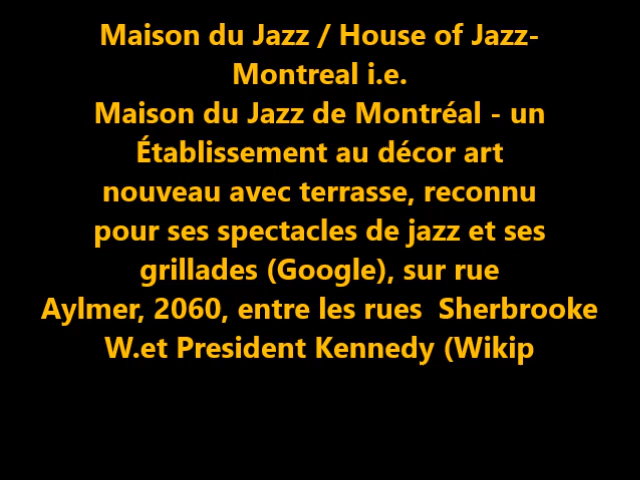 Maison du Jazz / House of Jazz-
Montreal i.e.
Maison du Jazz de Montréal - un
Établissement au décor art
nouveau avec terrasse, reconnu
pour ses spectacles de jazz et ses
grillades (Google), sur rue
Aylmer, 2060, entre les rues  Sherbrooke
W.et President Kennedy (Wikip